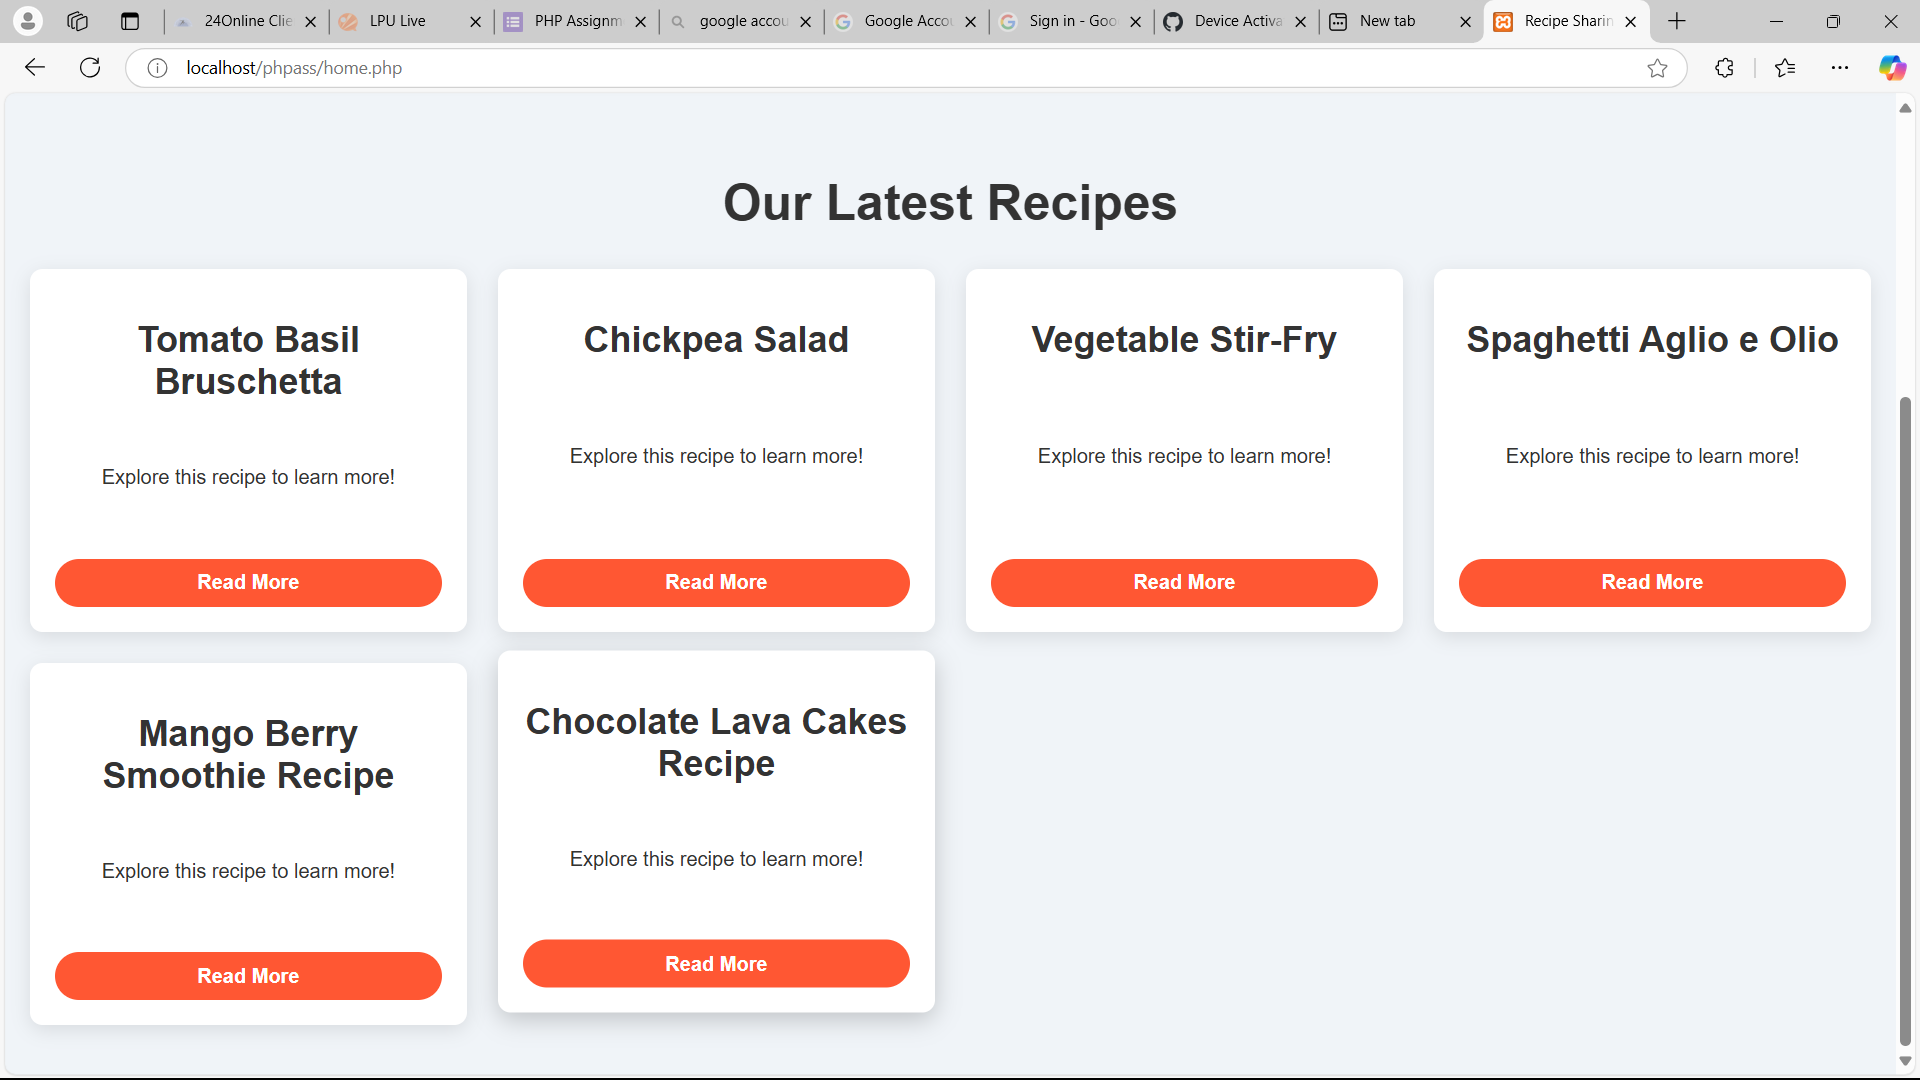 24Online Clie
LPU Live
PHP Assignm
google accou
Google Accou
Sign in - Goo
Device Activa
New tab
Recipe Sharin
localhost/phpass/home.php
Our Latest Recipes
Tomato Basil
Bruschetta
Explore this recipe to learn more!
Read More
Chickpea Salad
Explore this recipe to learn more!
Read More
Vegetable Stir-Fry
Explore this recipe to learn more!
Read More
Spaghetti Aglio e Olio
Explore this recipe to learn more!
Read More
Mango Berry
Smoothie Recipe
Explore this recipe to learn more!
Read More
Chocolate Lava Cakes
Recipe
Explore this recipe to learn more!
Read More